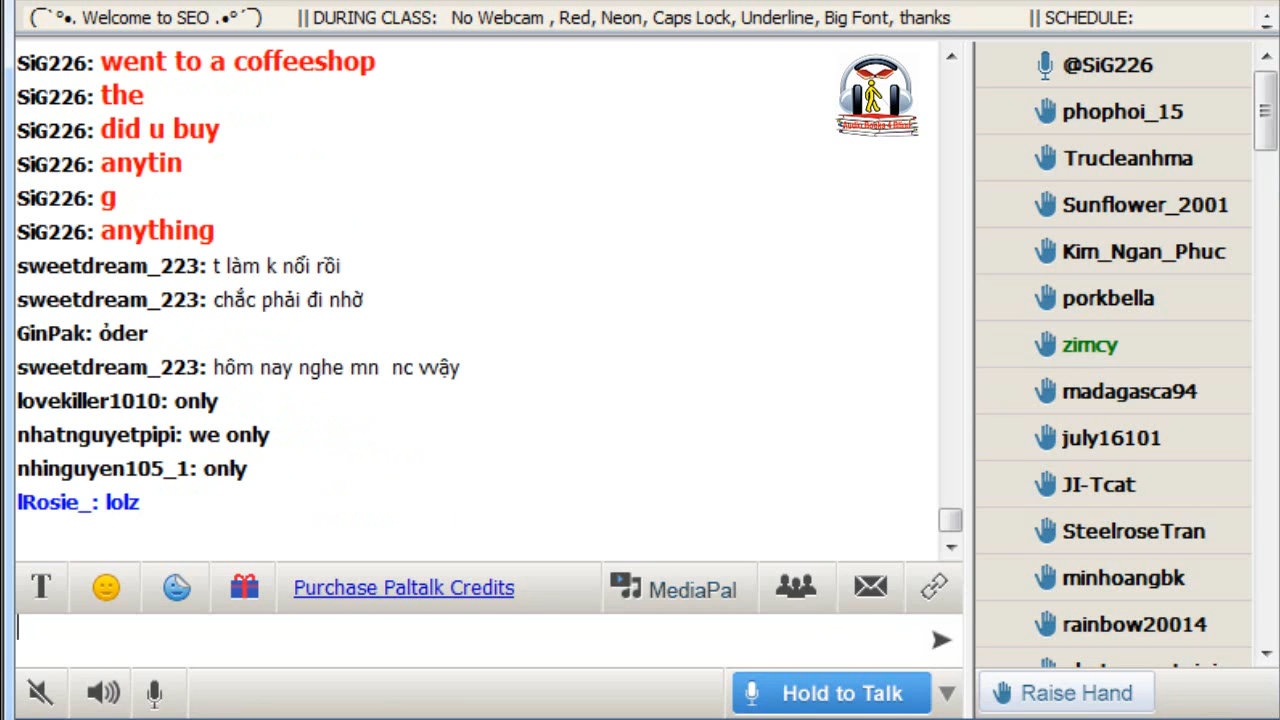 (¯`°•. Welcome to SEO .•°´¯) || DURING CLASS: No Webcam , Red, Neon, Caps Lock, Underline, Big Font, thanks || SCHEDULE:
SiG226: went to a coffeeshop
SiG226: the
SiG226: did u buy
SiG226: anytin
SiG226: g
SiG226: anything
sweetdream_223: t làm k nổi rồi
sweetdream_223: chắc phải đi nhờ
GinPak: ỏder
sweetdream_223: hôm nay nghe mn nc vvậy
lovekiller1010: only
nhatnguyetpipi: we only
nhinguyen105_1: only
lRosie_: lolz
T
Purchase Paltalk Credits
MediaPal
Hold to Talk
@SiG226
phophoi_15
Trucleanhma
Sunflower_2001
Kim_Ngan_Phuc
porkbella
zimcy
madagasca94
july16101
JI-Tcat
SteelroseTran
minhoangbk
rainbow20014
Raise Hand